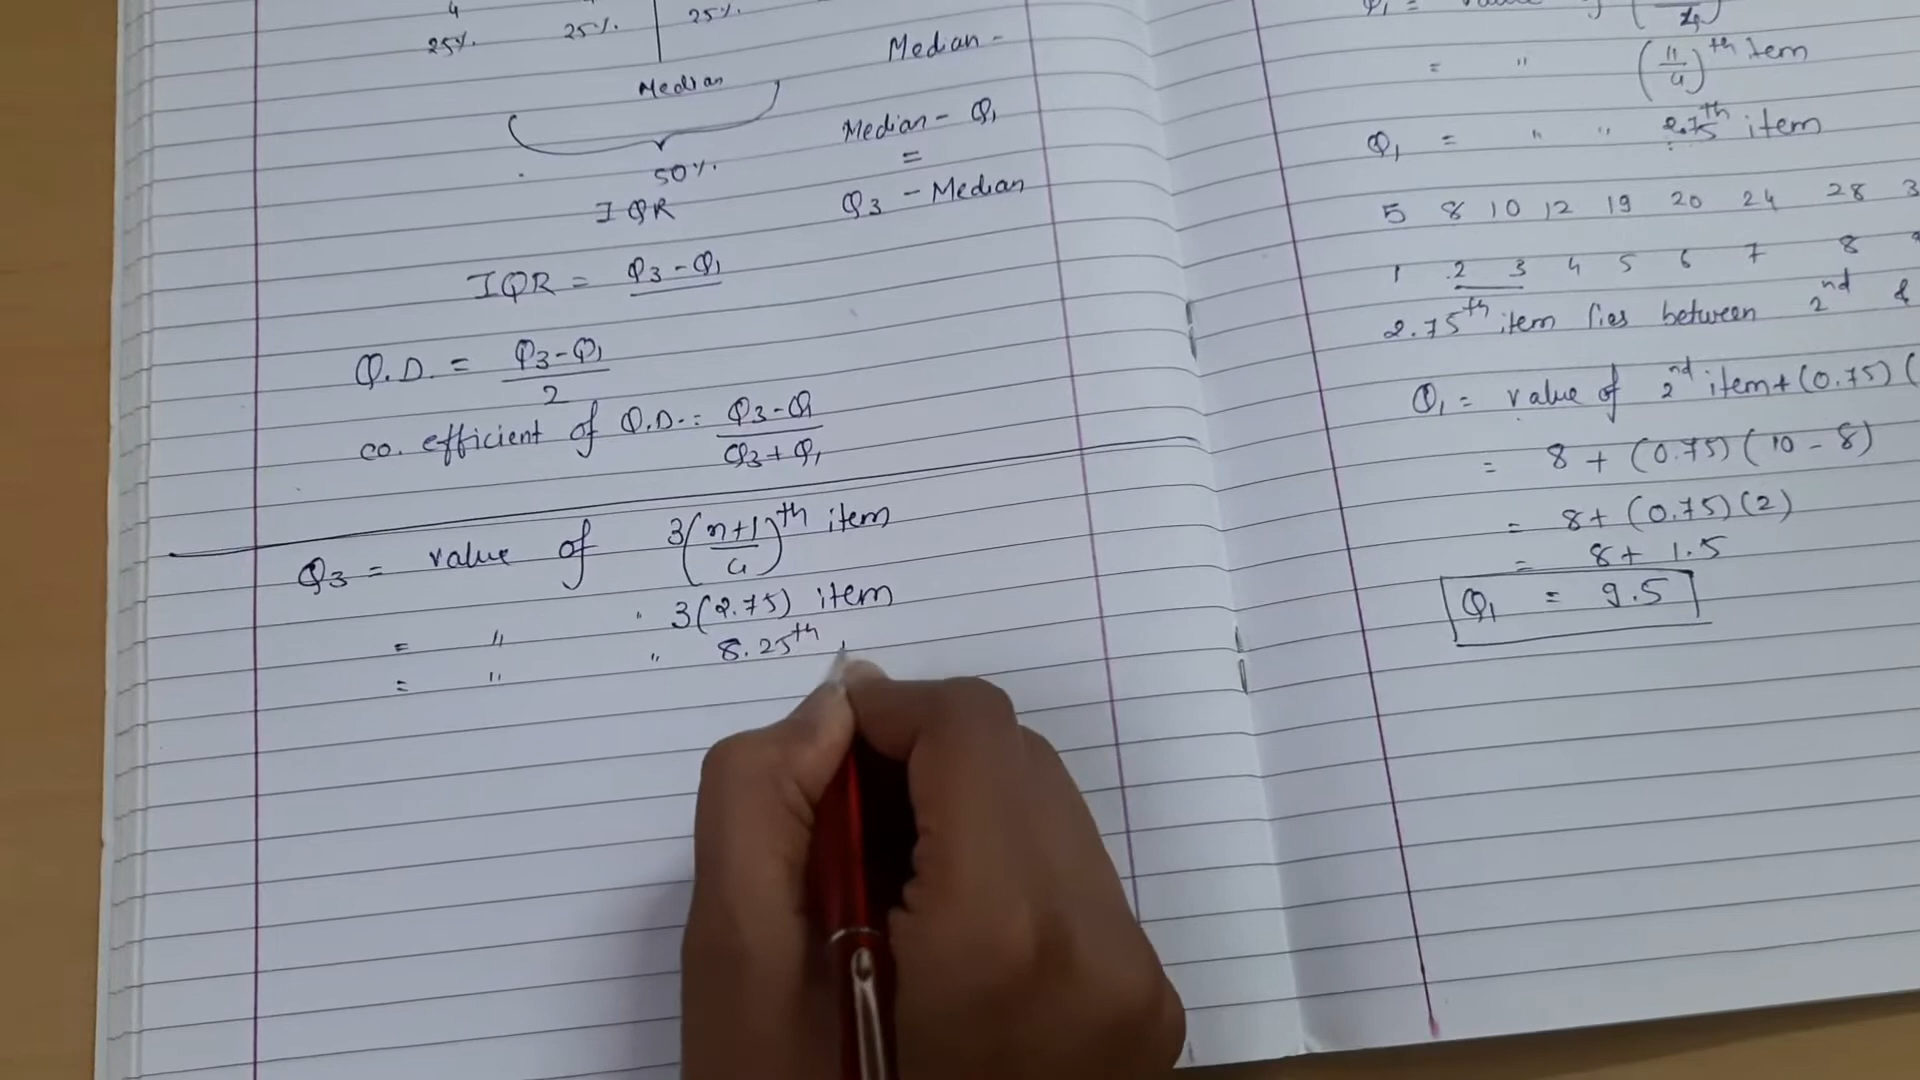 4
25%. 25%. 25%.
Median
50%.
IQR
Median -
Median - Q₁
=
Q₃ - Median
IQR = Q₃ - Q₁
Q.D. = Q₃ - Q₁
2
co. efficient of Q.D. = Q₃ - Q₁
Q₃ + Q₁
Q₃ = value of 3(n+1/4)th item
= " " 3(2.75) item
= " " 8.25th
(11/4)th item
= "
Q₁ = " " 2.75th item
5 8 10 12 19 20 24 28 3
1 2 3 4 5 6 7 8
2.75th item lies between 2nd &
Q₁ = value of 2nd item + (0.75) (
= 8 + (0.75) (10 - 8)
= 8 + (0.75) (2)
= 8 + 1.5
Q₁ = 9.5